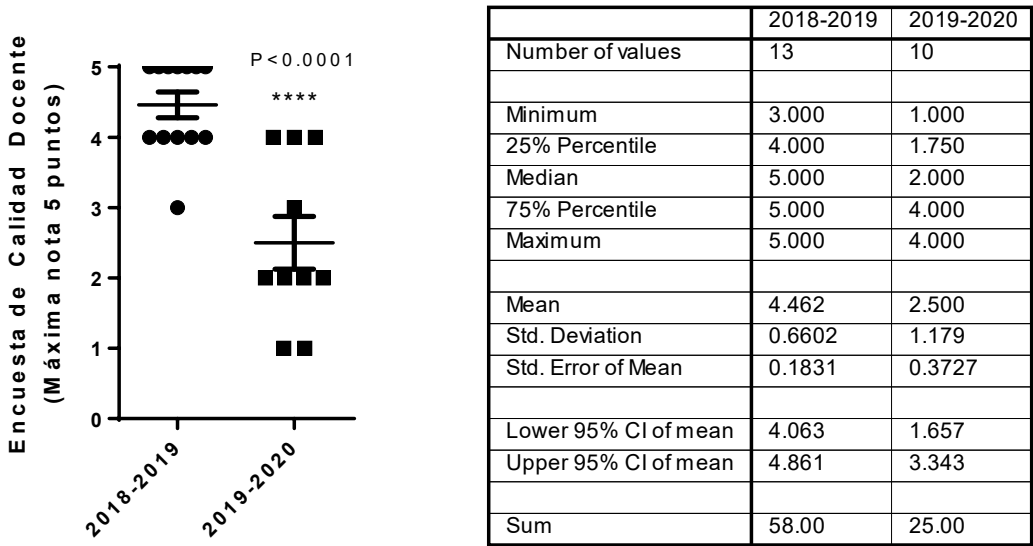 Encuesta de Calidad Docente
(Máxima nota 5 puntos)
P<0.0001
****
5
4
3
2
1
0
2018-2019
2019-2020
2018-2019 2019-2020
Number of values 13 10
Minimum 3.000 1.000
25% Percentile 4.000 1.750
Median 5.000 2.000
75% Percentile 5.000 4.000
Maximum 5.000 4.000
Mean 4.462 2.500
Std. Deviation 0.6602 1.179
Std. Error of Mean 0.1831 0.3727
Lower 95% CI of mean 4.063 1.657
Upper 95% CI of mean 4.861 3.343
Sum 58.00 25.00